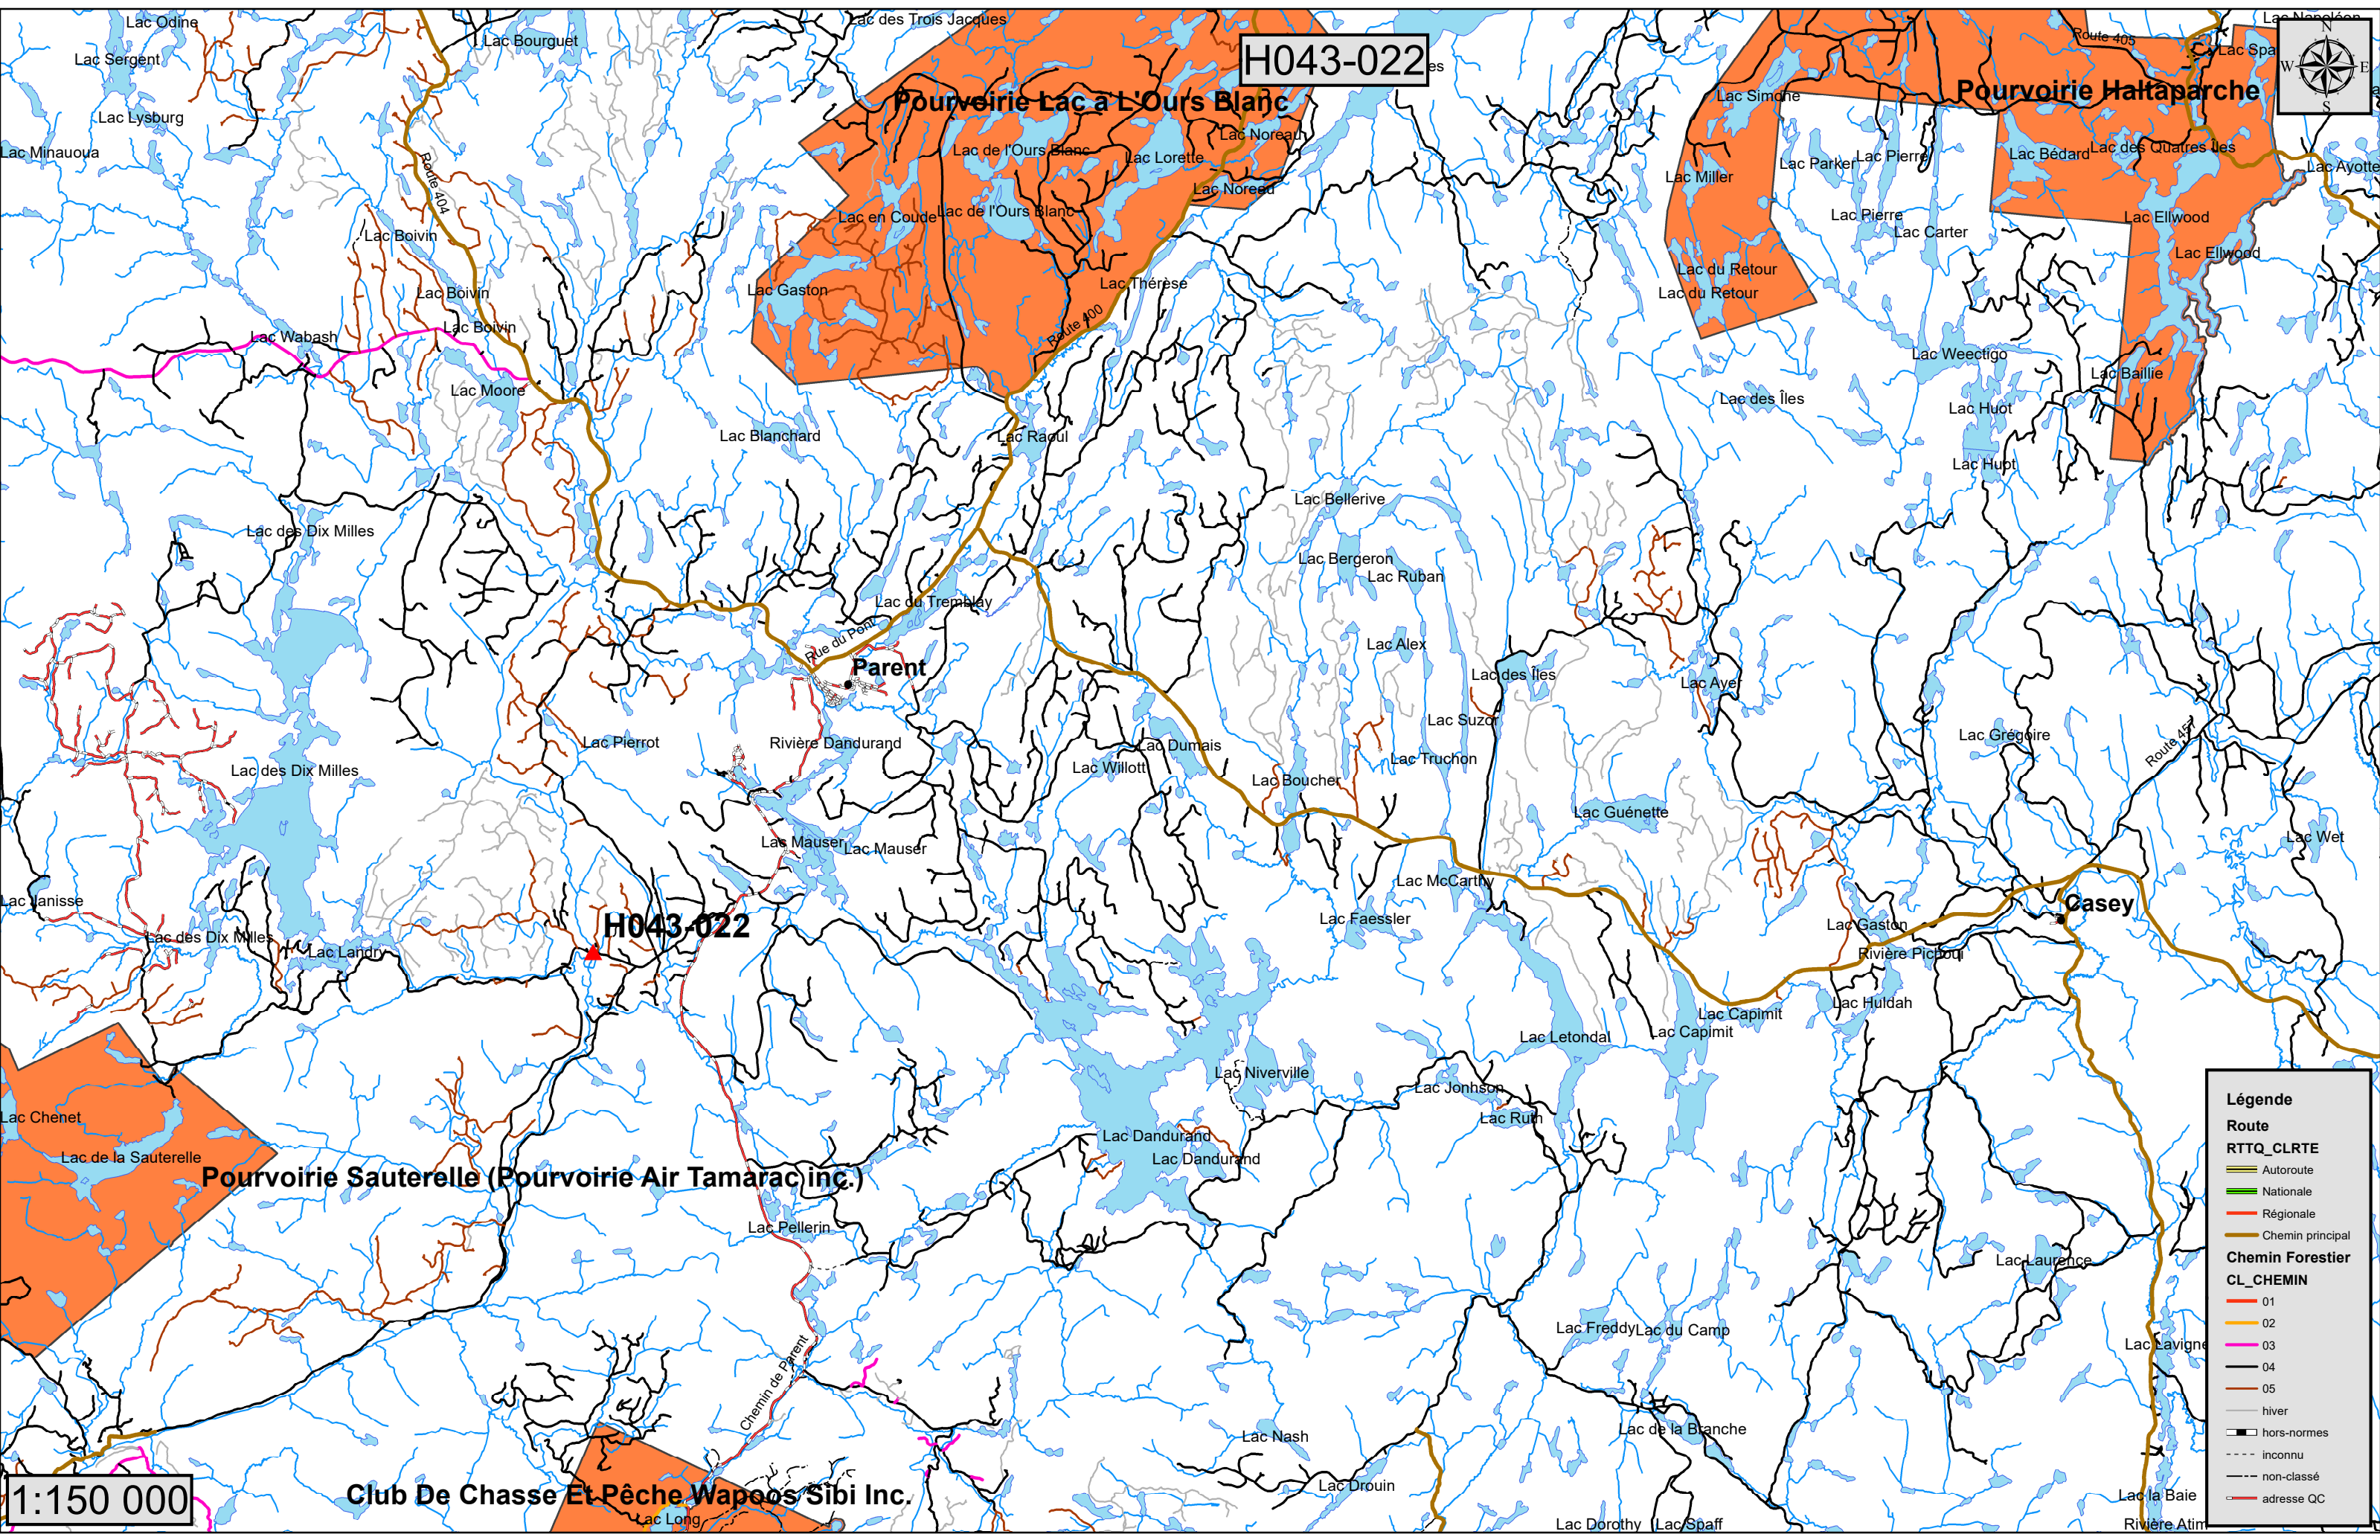 Lac Odine
Lac des Trois Jacques
Lac Bourguet
Lac Sergent
H043-022
es
Route 405
Lac Napoléon
Lac Spa
N
W
E
S
Pourvoirie Lac à L'Ours Blanc
Pourvoirie Haltaparche
Lac Simone
Lac Lysburg
Lac Minauoua
Lac Noreau
Lac de l'Ours Blanc
Lac Lorette
Lac Parker
Lac Pierre
Lac Bédard
Lac des Quatres Îles
Lac Ayotte
Route 404
Lac Miller
Lac Noreau
Lac en Coude
Lac de l'Ours Blanc
Lac Pierre
Lac Ellwood
Lac Boivin
Lac Carter
Lac Ellwood
Lac du Retour
Lac Thérèse
Lac Gaston
Lac Boivin
Lac du Retour
Route 400
Lac Boivin
Lac Wabash
Lac Weectigo
Lac Baillie
Lac Moore
Lac des Îles
Lac Huot
Lac Blanchard
Lac Raoul
Lac Huot
Lac Bellerive
Lac des Dix Milles
Lac Bergeron
Lac Ruban
Lac du Tremblay
Rue du Pont
Lac Alex
Parent
Lac des Îles
Lac Ayer
Lac Suzor
Lac Grégoire
Route 457
Lac Pierrot
Rivière Dandurand
Lac Dumais
Lac Truchon
Lac Willott
Lac des Dix Milles
Lac Boucher
Lac Guénette
Lac Wet
Lac Mauser
Lac Mauser
Lac McCarthy
Lac Janisse
Casey
Lac Faessler
H043-022
Lac Gaston
Lac des Dix Milles
Lac Landry
Rivière Pichoui
Lac Huldah
Lac Capimit
Lac Capimit
Lac Letondal
Lac Niverville
Lac Jonhson
Lac Chenet
Lac Ruth
Lac Dandurand
Lac de la Sauterelle
Lac Dandurand
Pourvoirie Sauterelle (Pourvoirie Air Tamarac inc.)
Lac Pellerin
Lac Laurence
Lac Freddy
Lac du Camp
Lac Lavigne
Chemin de Parent
Lac de la Branche
Lac Nash
Lac Drouin
Lac la Baie
Club De Chasse Et Pêche Wapoos Sibi Inc.
Lac Long
Lac Dorothy
Lac Spaff
Rivière Atim
1:150 000
Légende
Route
RTTQ_CLRTE
Autoroute
Nationale
Régionale
Chemin principal
Chemin Forestier
CL_CHEMIN
01
02
03
04
05
hiver
hors-normes
inconnu
non-classé
adresse QC